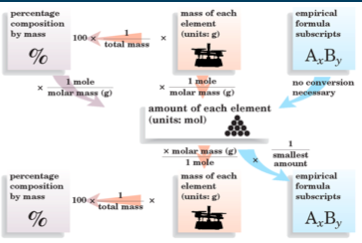 percentage
composition
by mass
%
100 × 1 / total mass ×
mass of each
element
(units: g)
empirical
formula
subscripts
AxBy
× 1 mole / molar mass (g)
× 1 mole / molar mass (g)
no conversion
necessary
amount of each element
(units: mol)
× molar mass (g) / 1 mole
× 1 / smallest amount
percentage
composition
by mass
%
100 × 1 / total mass ×
mass of each
element
(units: g)
empirical
formula
subscripts
AxBy